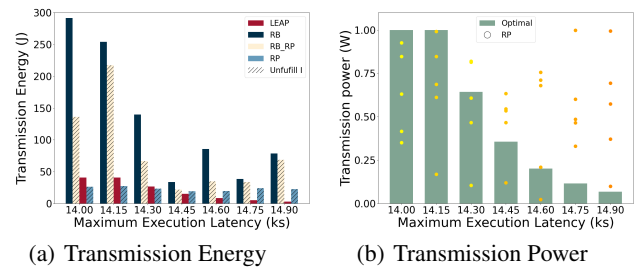 300
250
200
150
100
50
0
Transmission Energy (J)
LEAP
RB
RB_RP
RP
Unfufill I
14.00 14.15 14.30 14.45 14.60 14.75 14.90
Maximum Execution Latency (ks)
(a) Transmission Energy
1.00
0.75
0.50
0.25
0.00
Transmission power (W)
Optimal
RP
14.00 14.15 14.30 14.45 14.60 14.75 14.90
Maximum Execution Latency (ks)
(b) Transmission Power